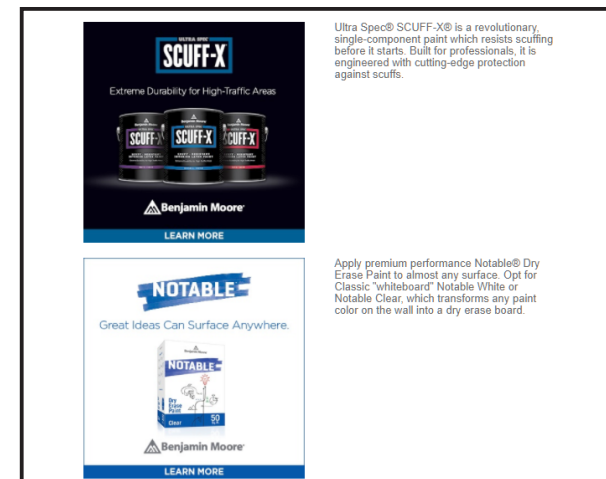 ULTRA SPEC
SCUFF-X
Extreme Durability for High-Traffic Areas
SCUFF-X
SCUFF-X
SCUFF-X
Benjamin Moore
LEARN MORE
Ultra Spec® SCUFF-X® is a revolutionary,
single-component paint which resists scuffing
before it starts. Built for professionals, it is
engineered with cutting-edge protection
against scuffs.
NOTABLE
Great Ideas Can Surface Anywhere.
Benjamin Moore
NOTABLE
Dry
Erase
Paint
Clear
50
Benjamin Moore
LEARN MORE
Apply premium performance Notable® Dry
Erase Paint to almost any surface. Opt for
Classic "whiteboard" Notable White or
Notable Clear, which transforms any paint
color on the wall into a dry erase board.